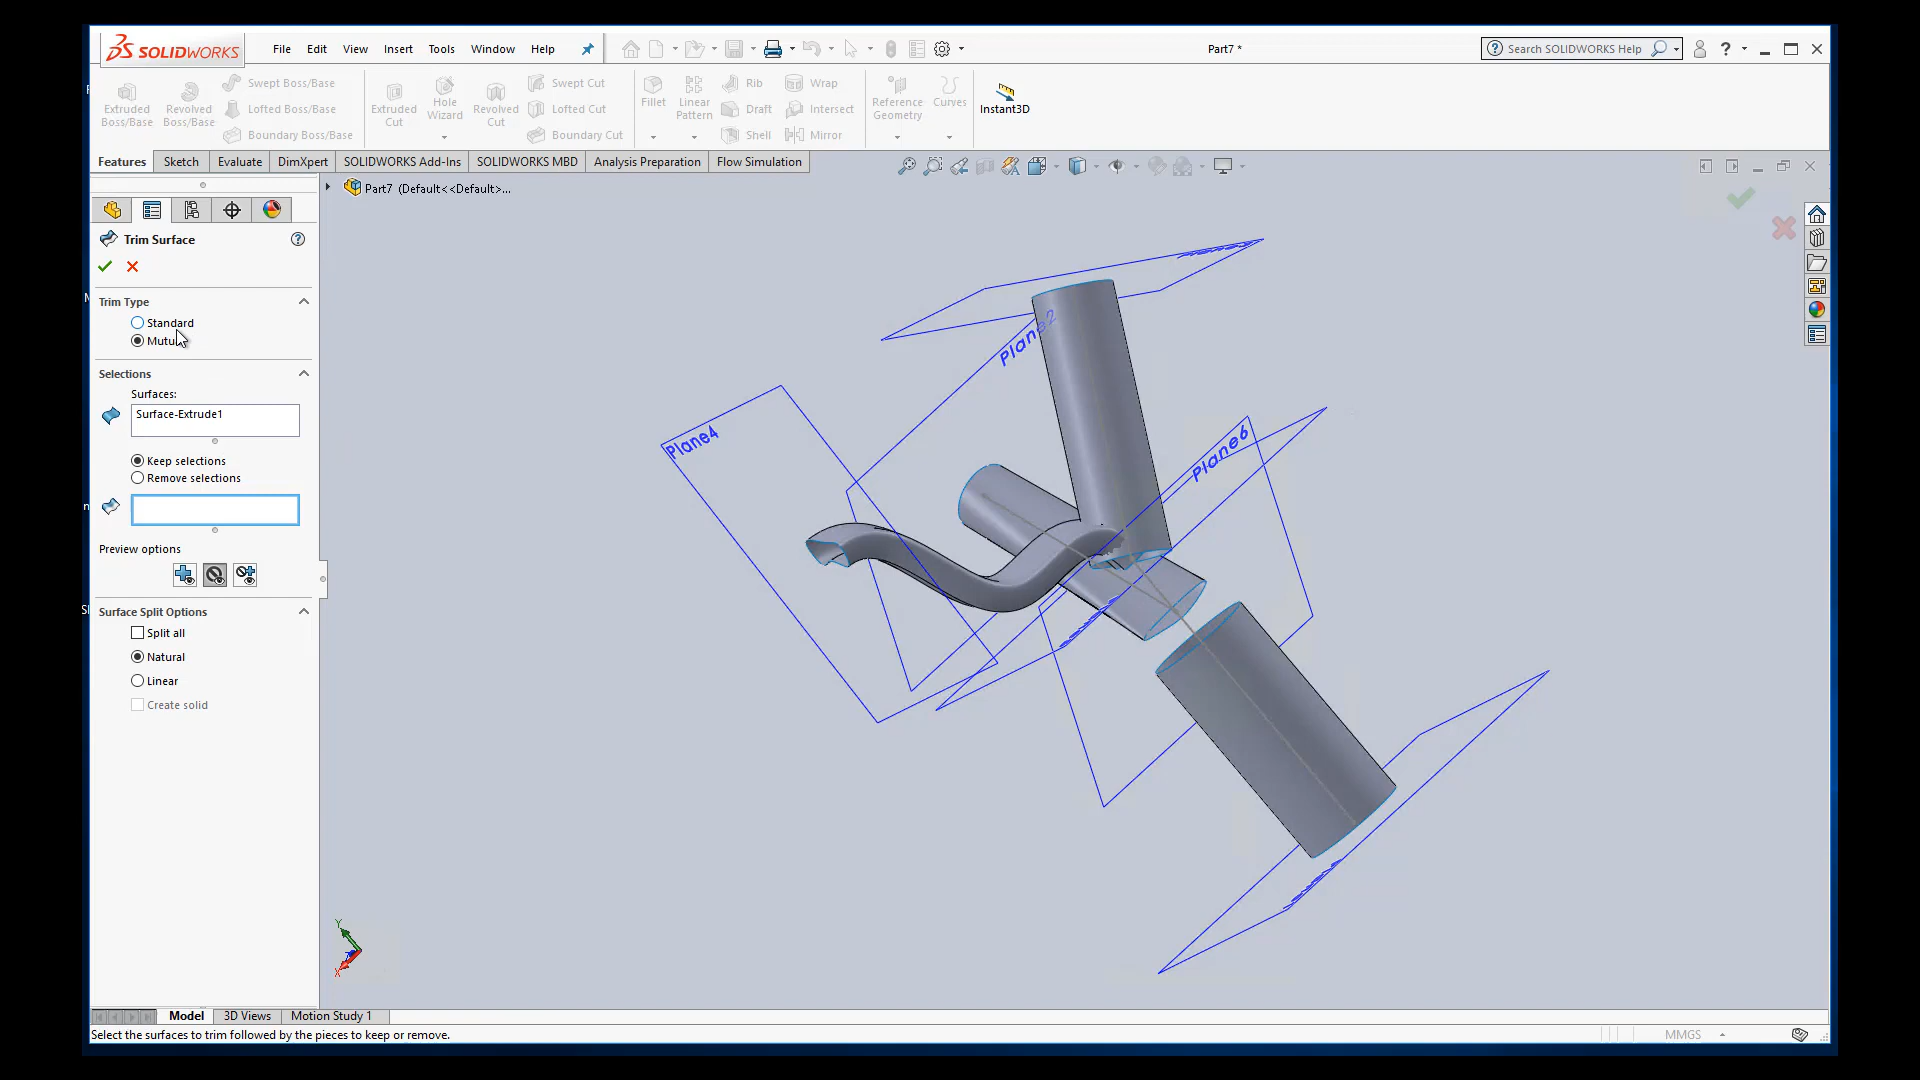 SOLIDWORKS
File Edit View Insert Tools Window Help
Part7 *
Search SOLIDWORKS Help
Extruded Boss/Base
Revolved Boss/Base
Swept Boss/Base
Lofted Boss/Base
Boundary Boss/Base
Extruded Cut
Hole Wizard
Revolved Cut
Swept Cut
Lofted Cut
Boundary Cut
Fillet
Linear Pattern
Rib
Draft
Shell
Wrap
Intersect
Mirror
Reference Geometry
Curves
Instant3D
Features Sketch Evaluate DimXpert SOLIDWORKS Add-Ins SOLIDWORKS MBD Analysis Preparation Flow Simulation
Part7 (Default<<Default>...
Trim Surface
Trim Type
Standard
Selections
Surfaces:
Surface-Extrude1
Keep selections
Remove selections
Preview options
Surface Split Options
Split all
Natural
Linear
Create solid
Plane2
Plane4
Plane6
Y
X
Model 3D Views Motion Study 1
Select the surfaces to trim followed by the pieces to keep or remove.
MMGS